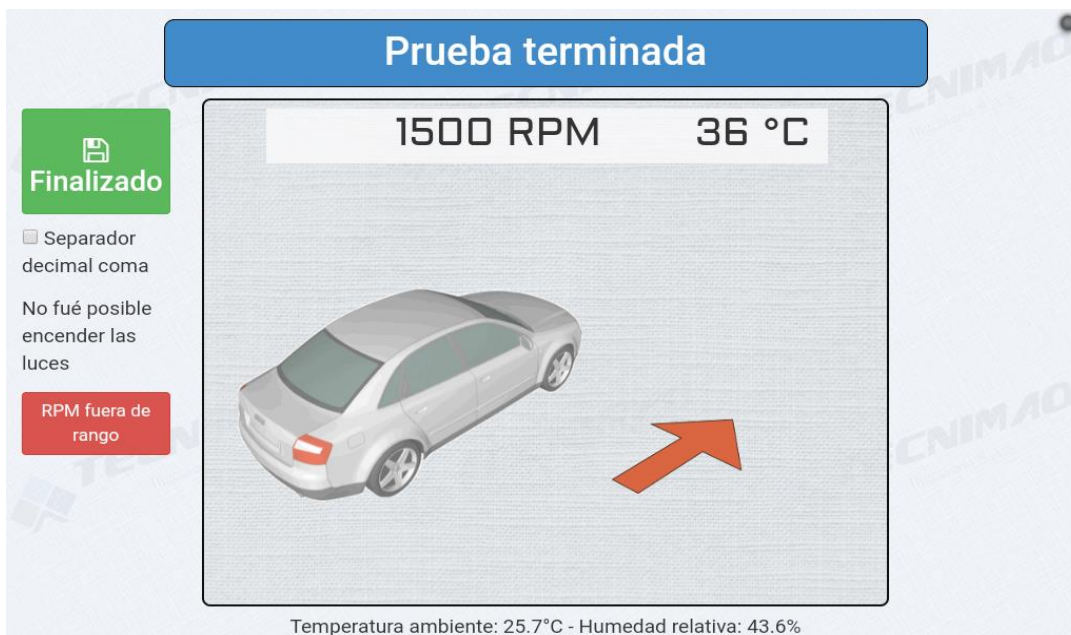 Prueba terminada
1500 RPM 36 °C
Finalizado
Separador
decimal coma
No fué posible
encender las
luces
RPM fuera de
rango
Temperatura ambiente: 25.7°C - Humedad relativa: 43.6%